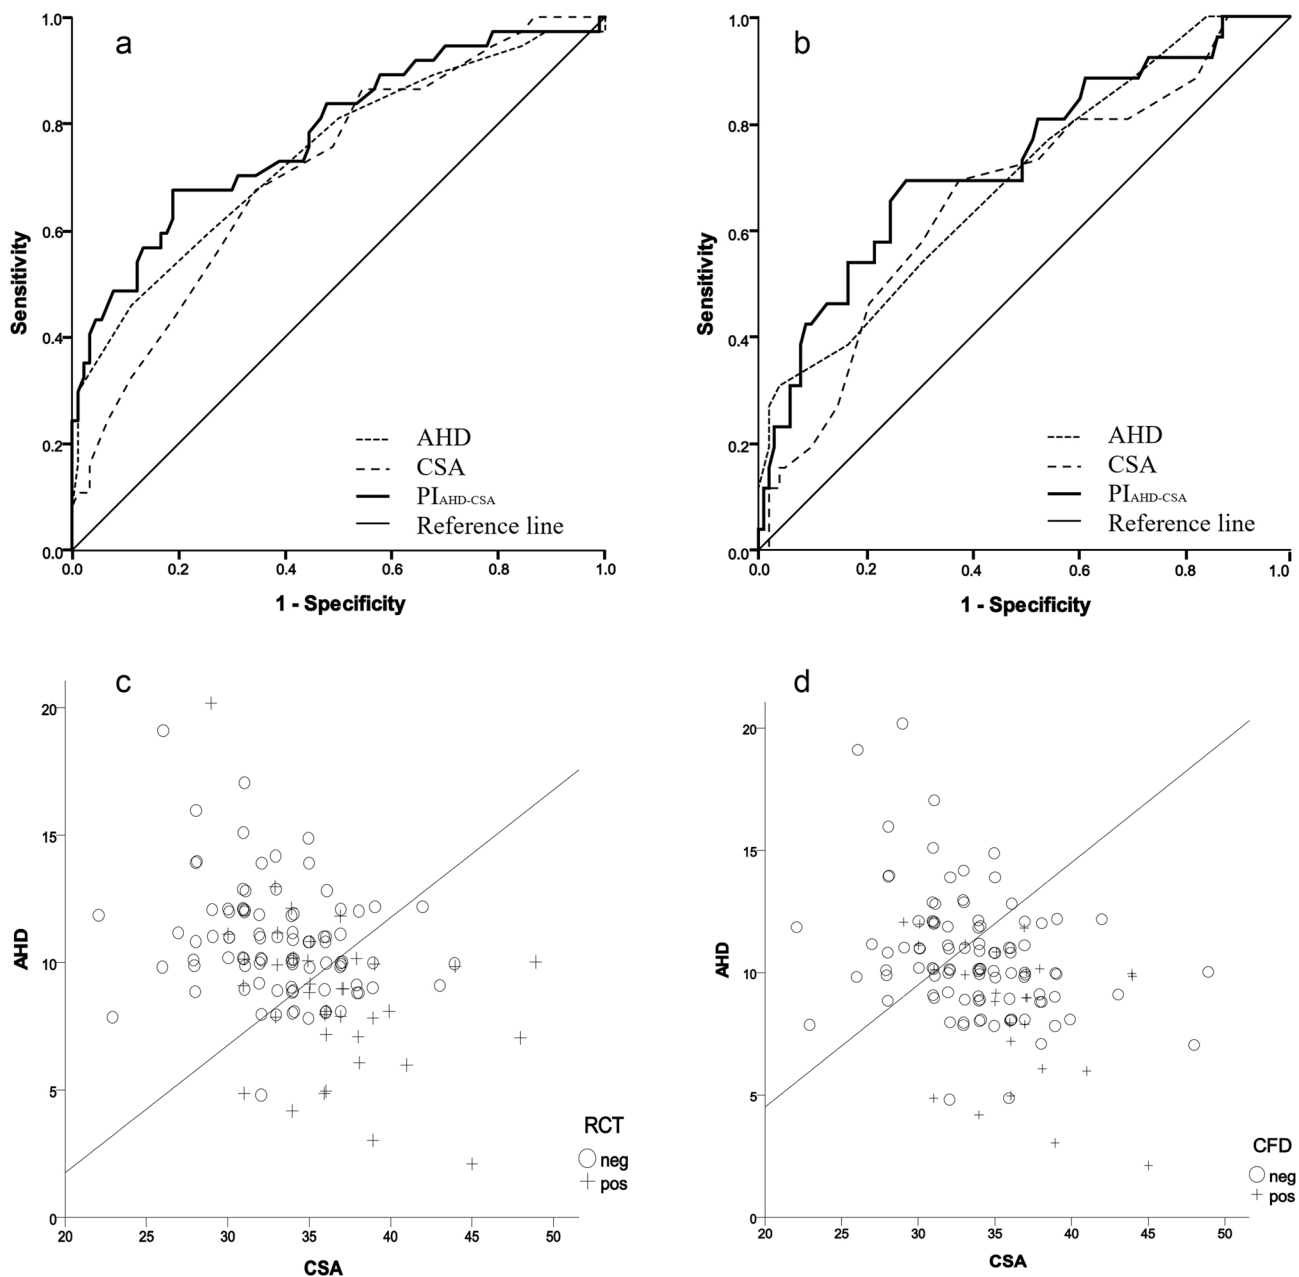 a
1.0
0.8
0.6
0.4
0.2
0.0
Sensitivity
AHD
CSA
PIAHD-CSA
Reference line
0.0 0.2 0.4 0.6 0.8 1.0
1 - Specificity
b
1.0
0.8
0.6
0.4
0.2
0.0
Sensitivity
AHD
CSA
PIAHD-CSA
Reference line
0.0 0.2 0.4 0.6 0.8 1.0
1 - Specificity
c
20
15
10
5
0
AHD
RCT
neg
pos
20 25 30 35 40 45 50
CSA
d
20
15
10
5
0
AHD
CFD
neg
pos
20 25 30 35 40 45 50
CSA